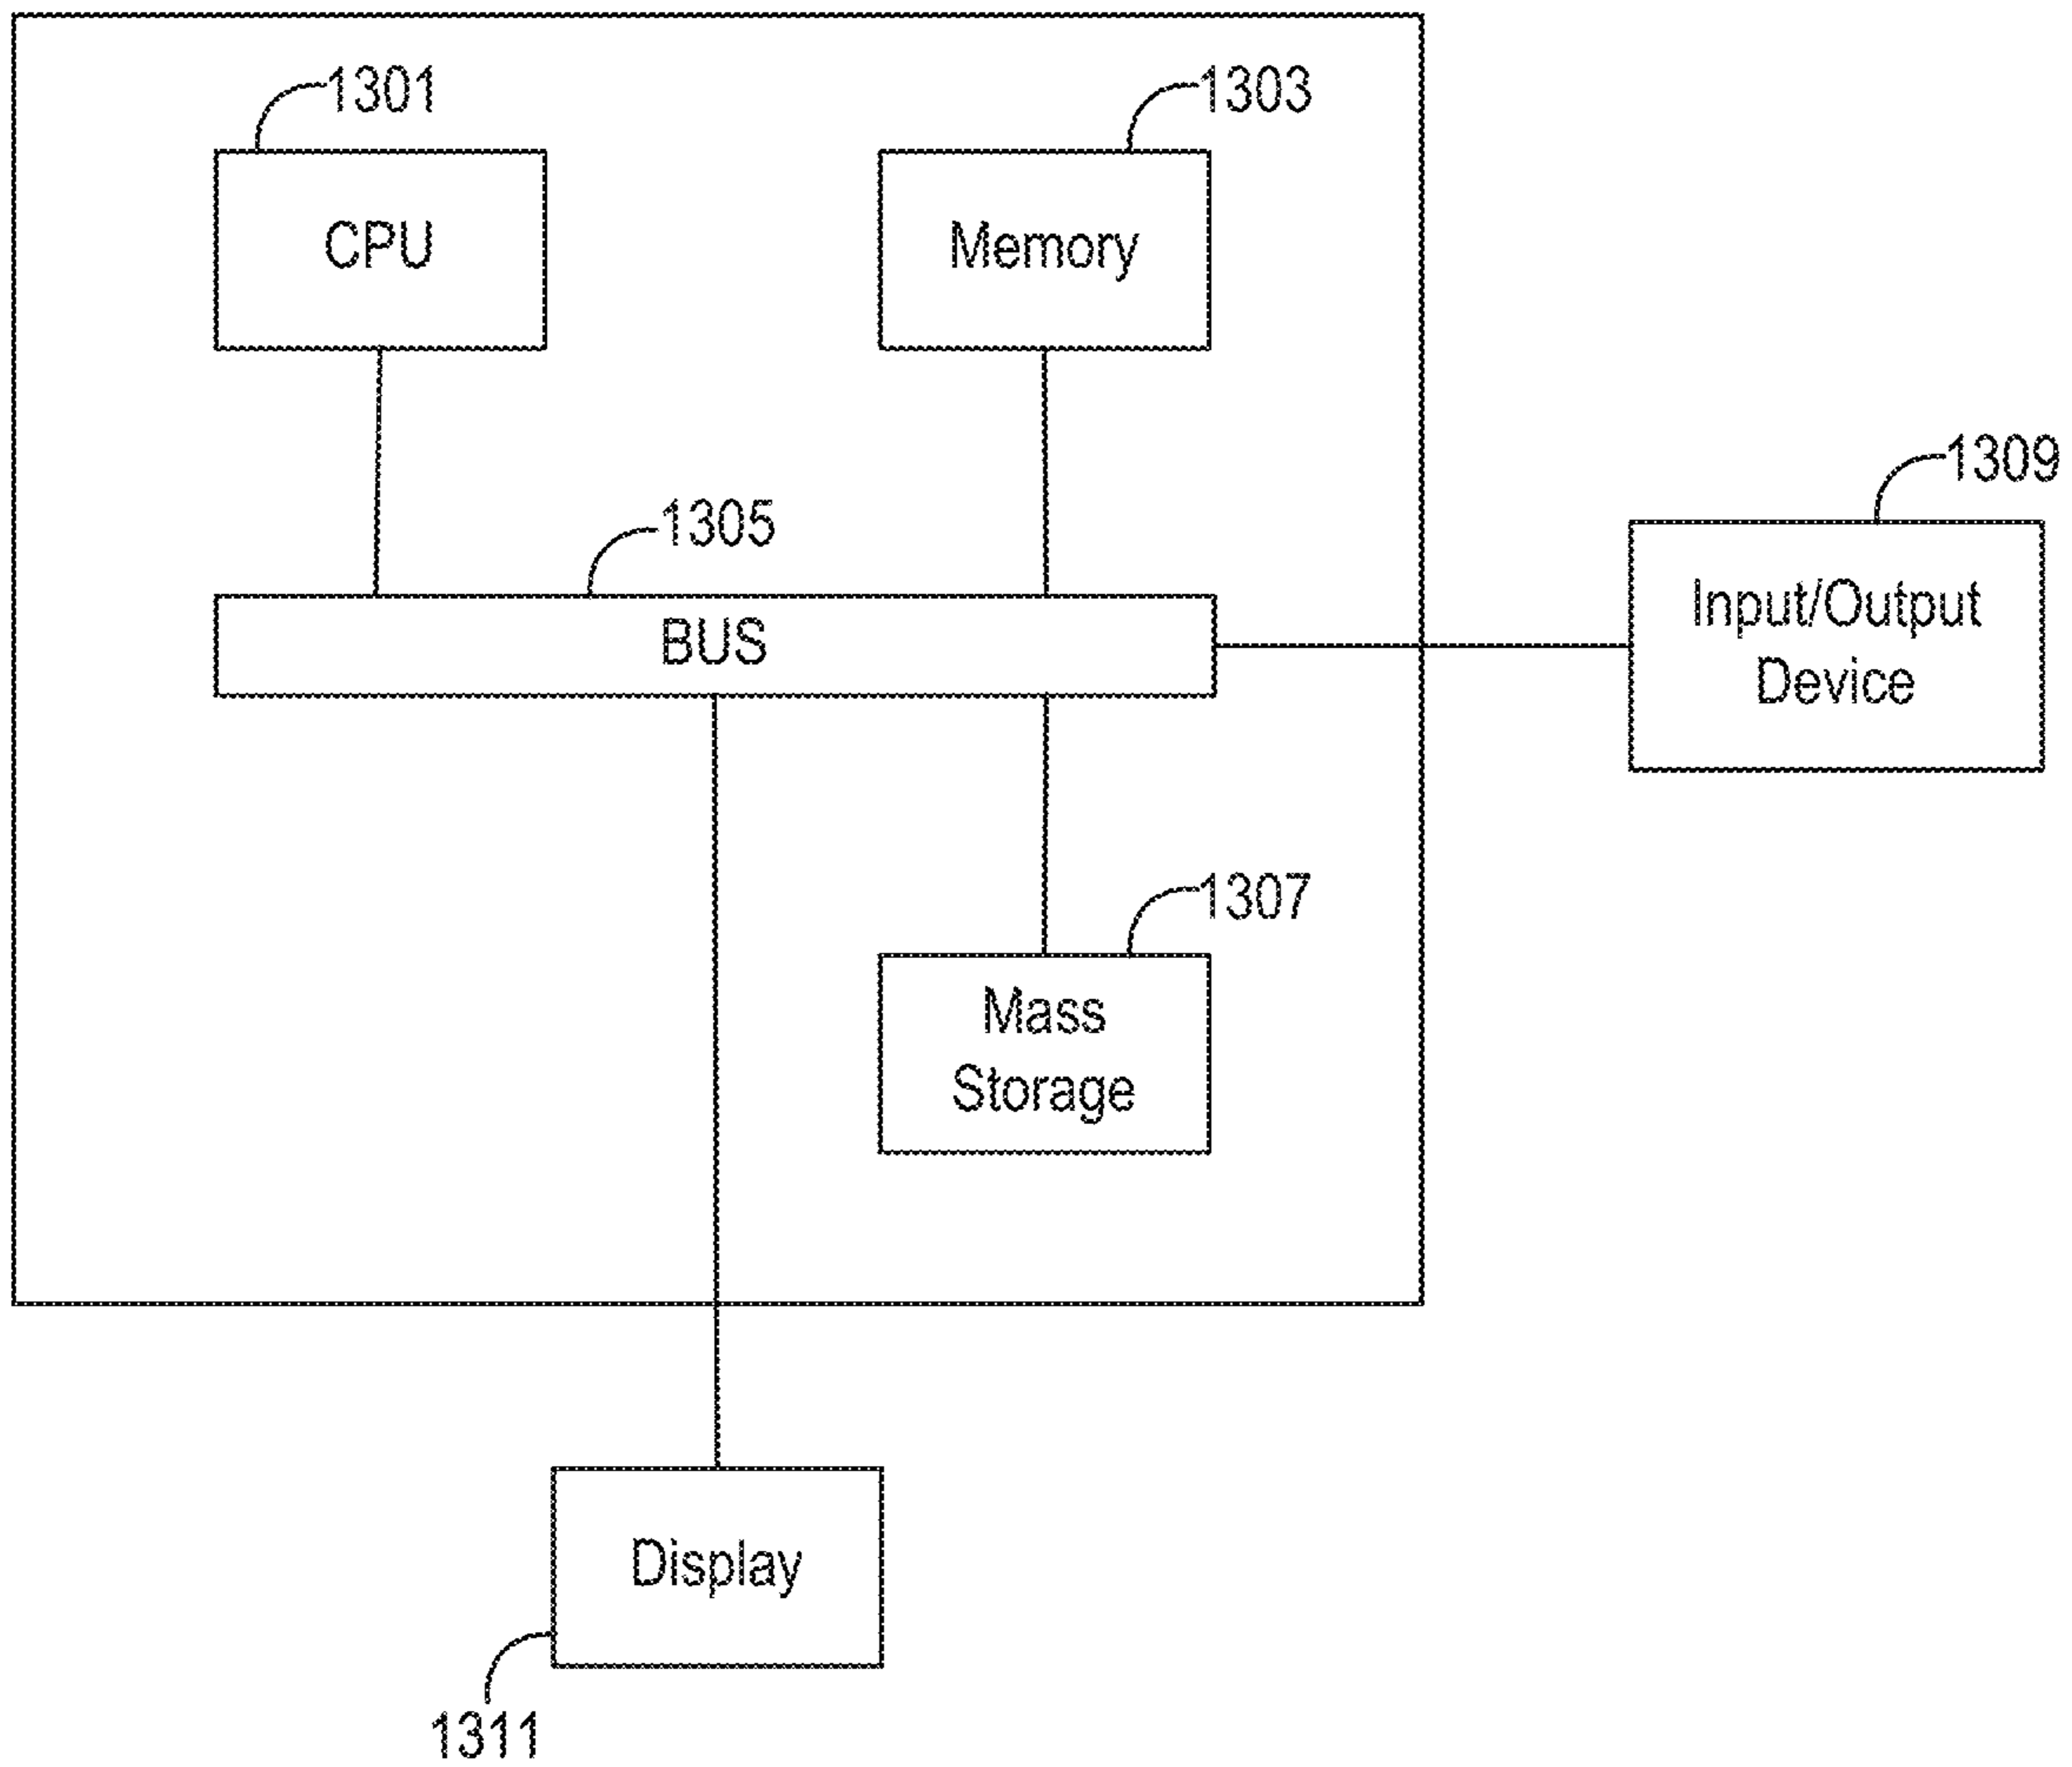 1301
1303
CPU
Memory
1309
1305
Input/Output
Device
BUS
1307
Mass
Storage
Display
1311